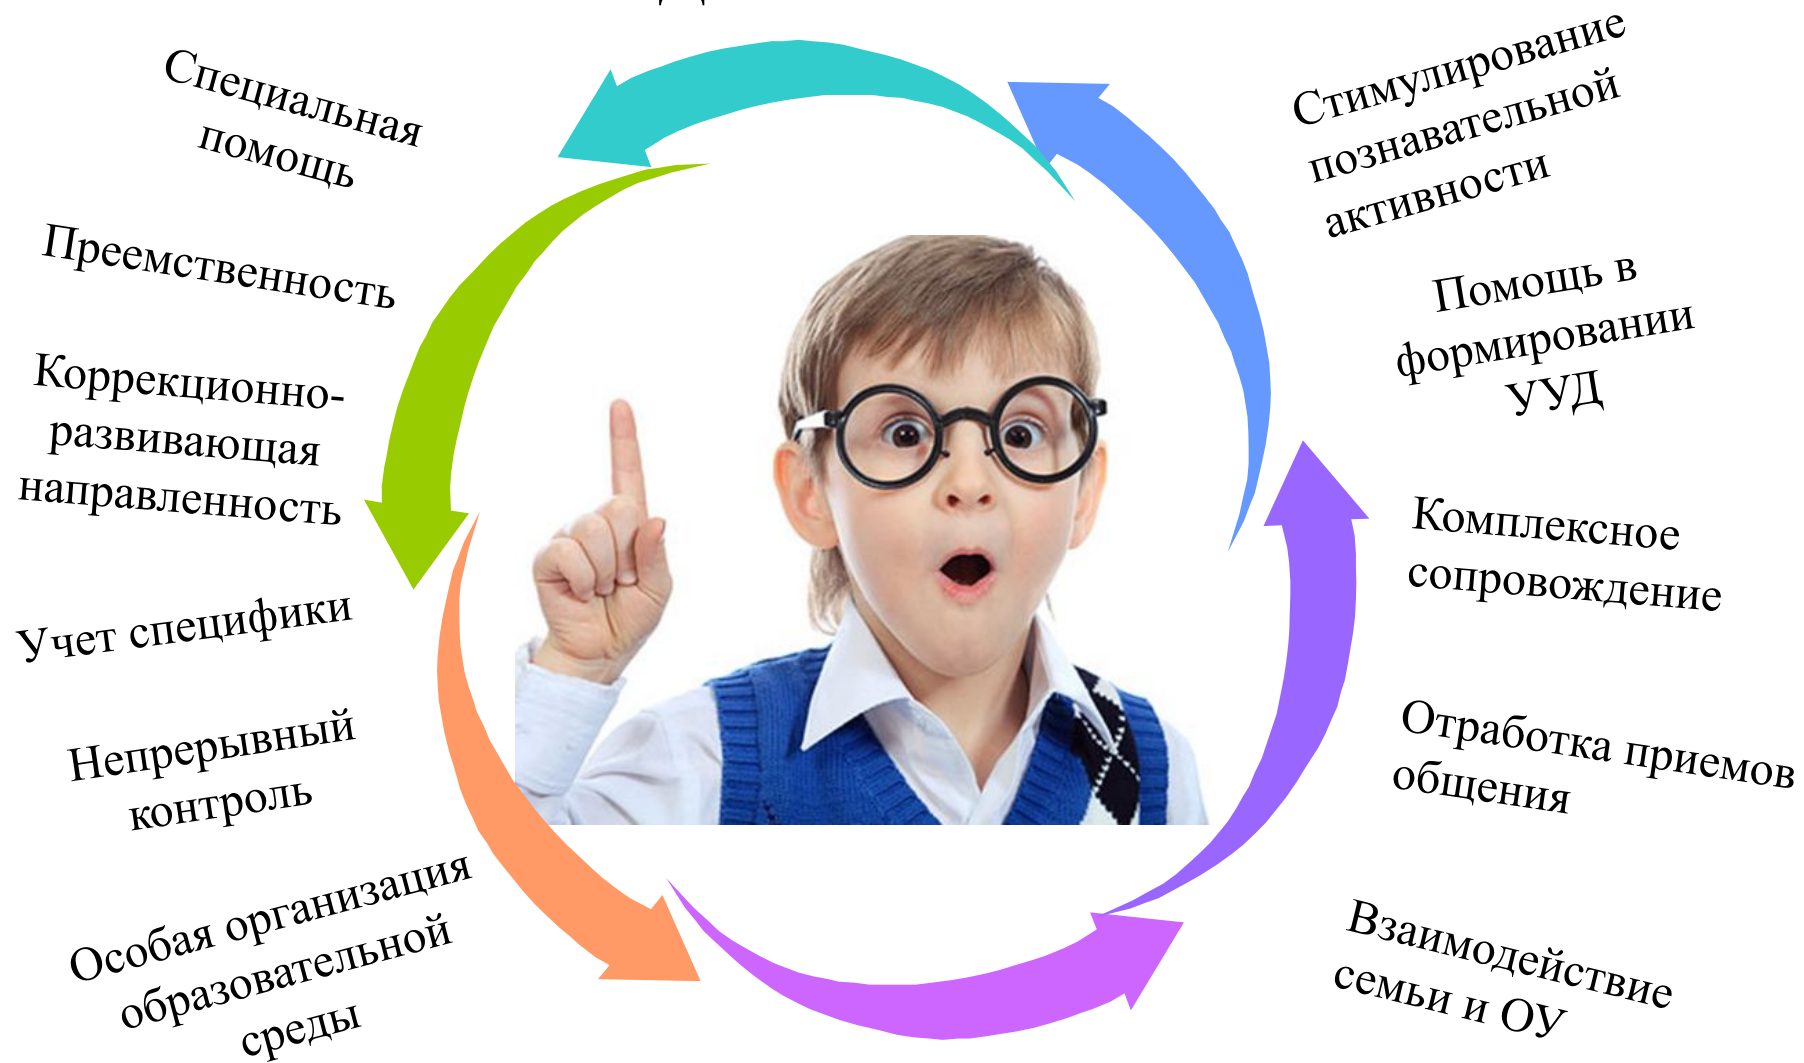 Специальная
помощь
Преемственность
Коррекционно-
развивающая
направленность
Учет специфики
Непрерывный
контроль
Особая организация
образовательной
среды
Стимулирование
познавательной
активности
Помощь в
формировании
УУД
Комплексное
сопровождение
Отработка приемов
общения
Взаимодействие
семьи и ОУ